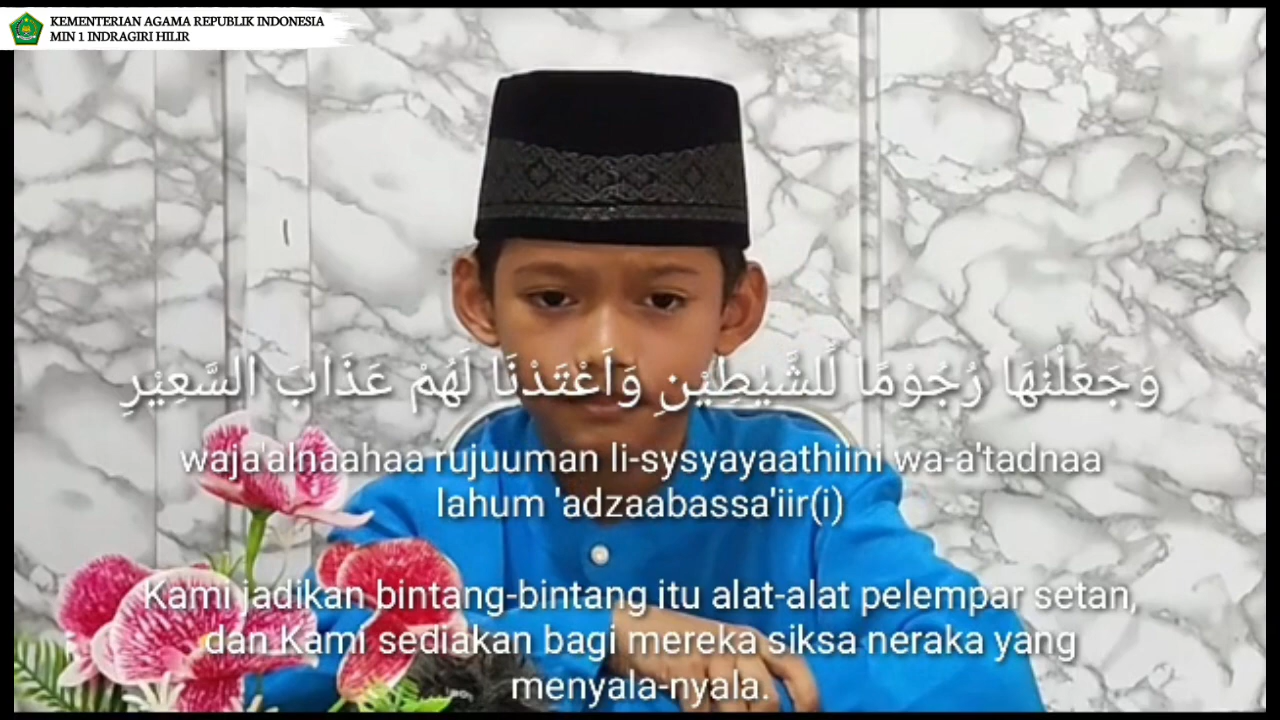 KEMENTERIAN AGAMA REPUBLIK INDONESIA
MIN 1 INDRAGIRI HILIR
وَجَعَلْنٰهَا رُجُوْمًا لِّلشَّيٰطِيْنِ وَاَعْتَدْنَا لَهُمْ عَذَابَ السَّعِيْرِ
waja'alnaahaa rujuuman li-sysyayaathiini wa-a'tadnaa
lahum 'adzaabassa'iir(i)
Kami jadikan bintang-bintang itu alat-alat pelempar setan,
dan Kami sediakan bagi mereka siksa neraka yang
menyala-nyala.